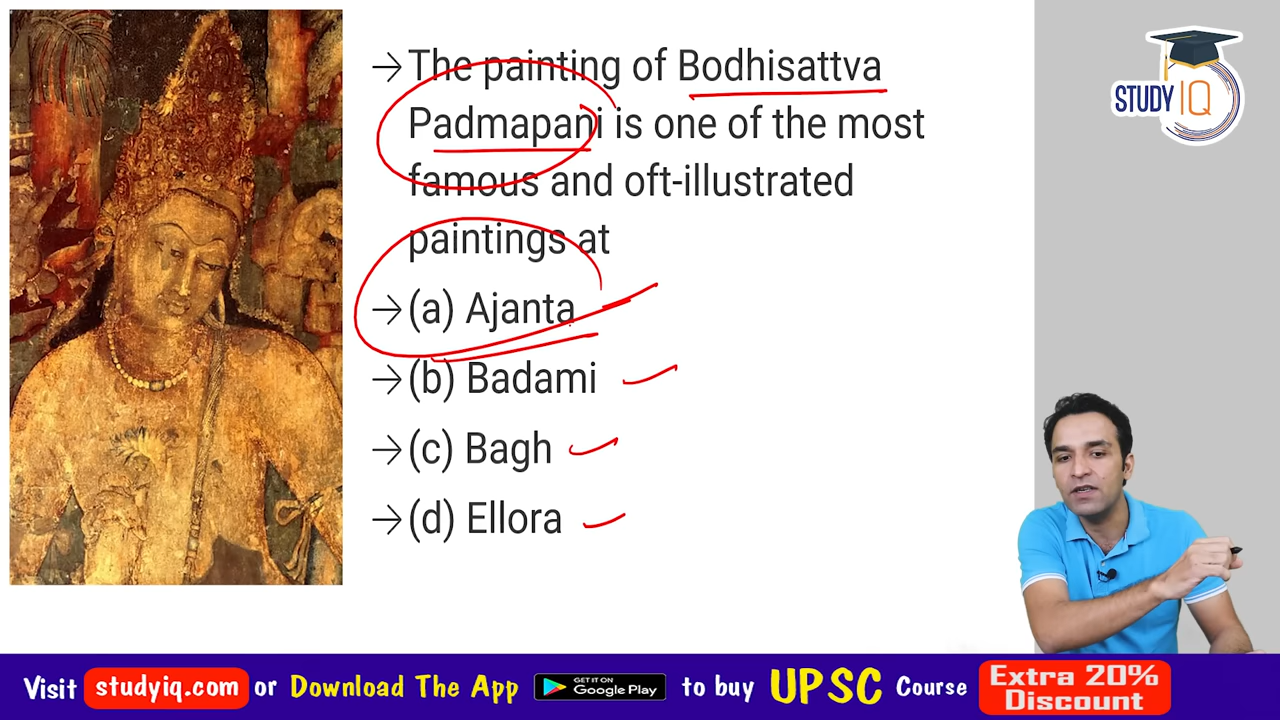 → The painting of Bodhisattva
Padmapani is one of the most
famous and oft-illustrated
paintings at
→ (a) Ajanta
→ (b) Badami
→ (c) Bagh
→ (d) Ellora
STUDY IQ
Visit studyiq.com or Download The App GET IT ON Google Play to buy UPSC Course Extra 20% Discount